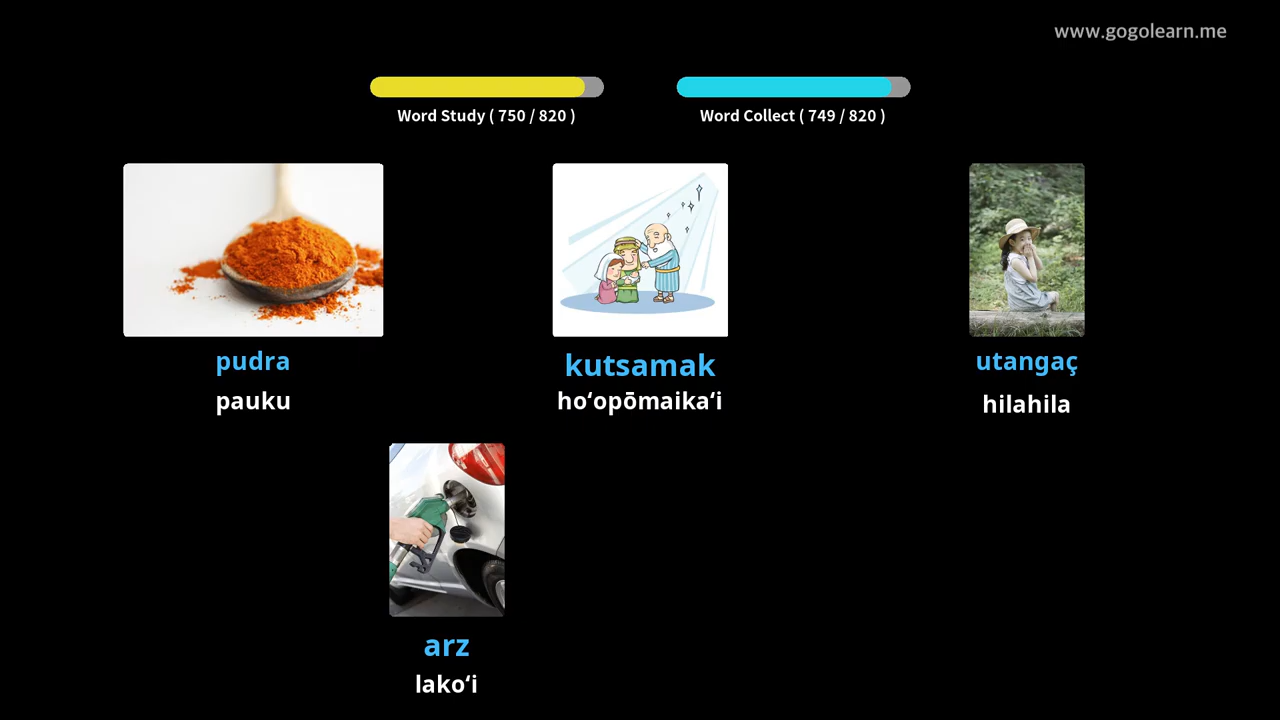 www.gogolearn.me
Word Study ( 750 / 820 )
Word Collect ( 749 / 820 )
pudra
pauku
kutsamak
hoʻopōmaikaʻi
utangaç
hilahila
arz
lakoʻi